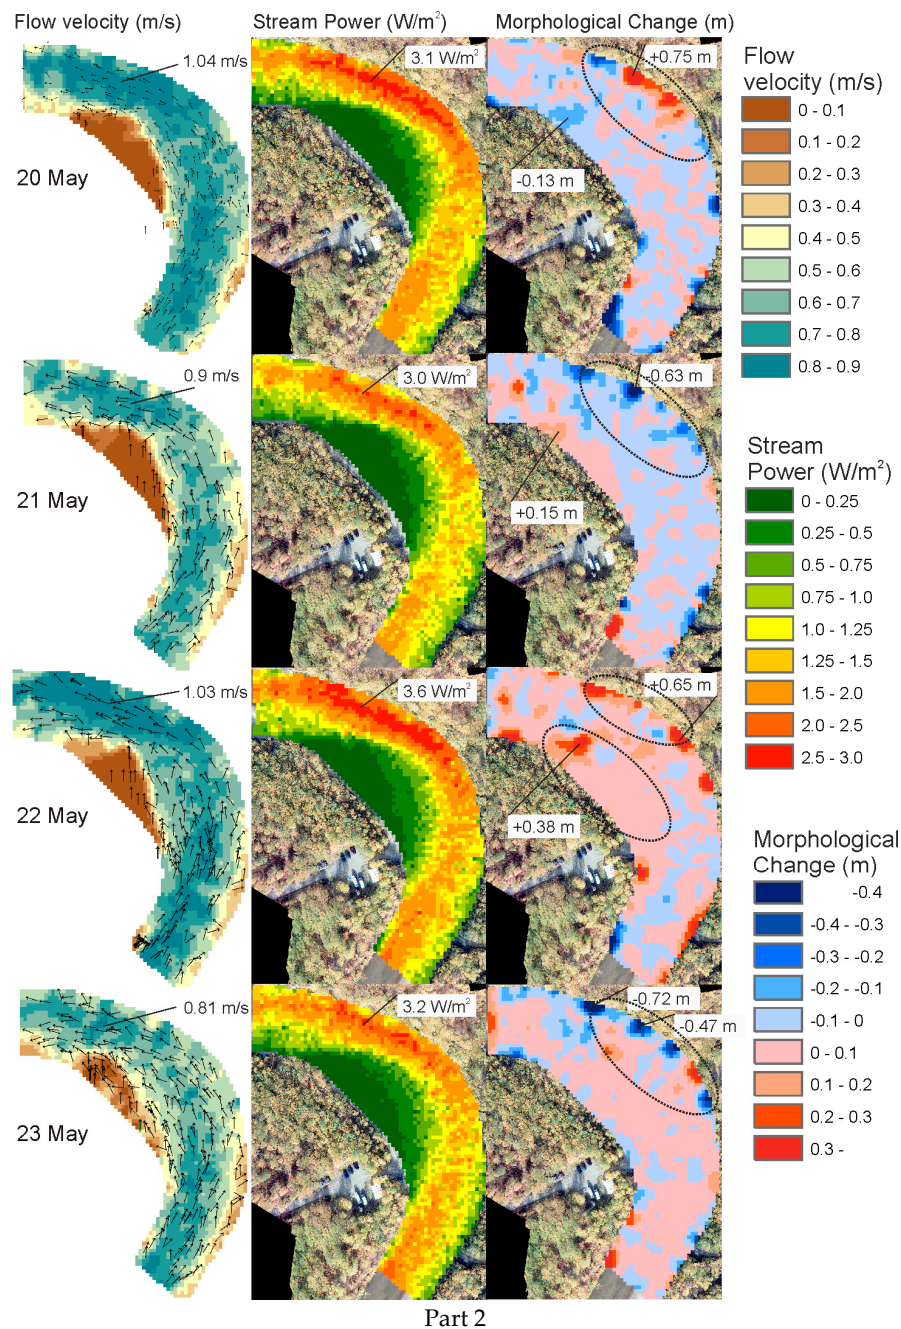 Flow velocity (m/s)
Stream Power (W/m²)
Morphological Change (m)
20 May
1.04 m/s
3.1 W/m²
+0.75 m
-0.13 m
21 May
0.9 m/s
3.0 W/m²
-0.63 m
+0.15 m
22 May
1.03 m/s
3.6 W/m²
+0.65 m
+0.38 m
23 May
0.81 m/s
3.2 W/m²
-0.72 m
-0.47 m
Flow
velocity (m/s)
0 - 0.1
0.1 - 0.2
0.2 - 0.3
0.3 - 0.4
0.4 - 0.5
0.5 - 0.6
0.6 - 0.7
0.7 - 0.8
0.8 - 0.9
Stream
Power (W/m²)
0 - 0.25
0.25 - 0.5
0.5 - 0.75
0.75 - 1.0
1.0 - 1.25
1.25 - 1.5
1.5 - 2.0
2.0 - 2.5
2.5 - 3.0
Morphological
Change (m)
-0.4
-0.4 - -0.3
-0.3 - -0.2
-0.2 - -0.1
-0.1 - 0
0 - 0.1
0.1 - 0.2
0.2 - 0.3
0.3 -
Part 2